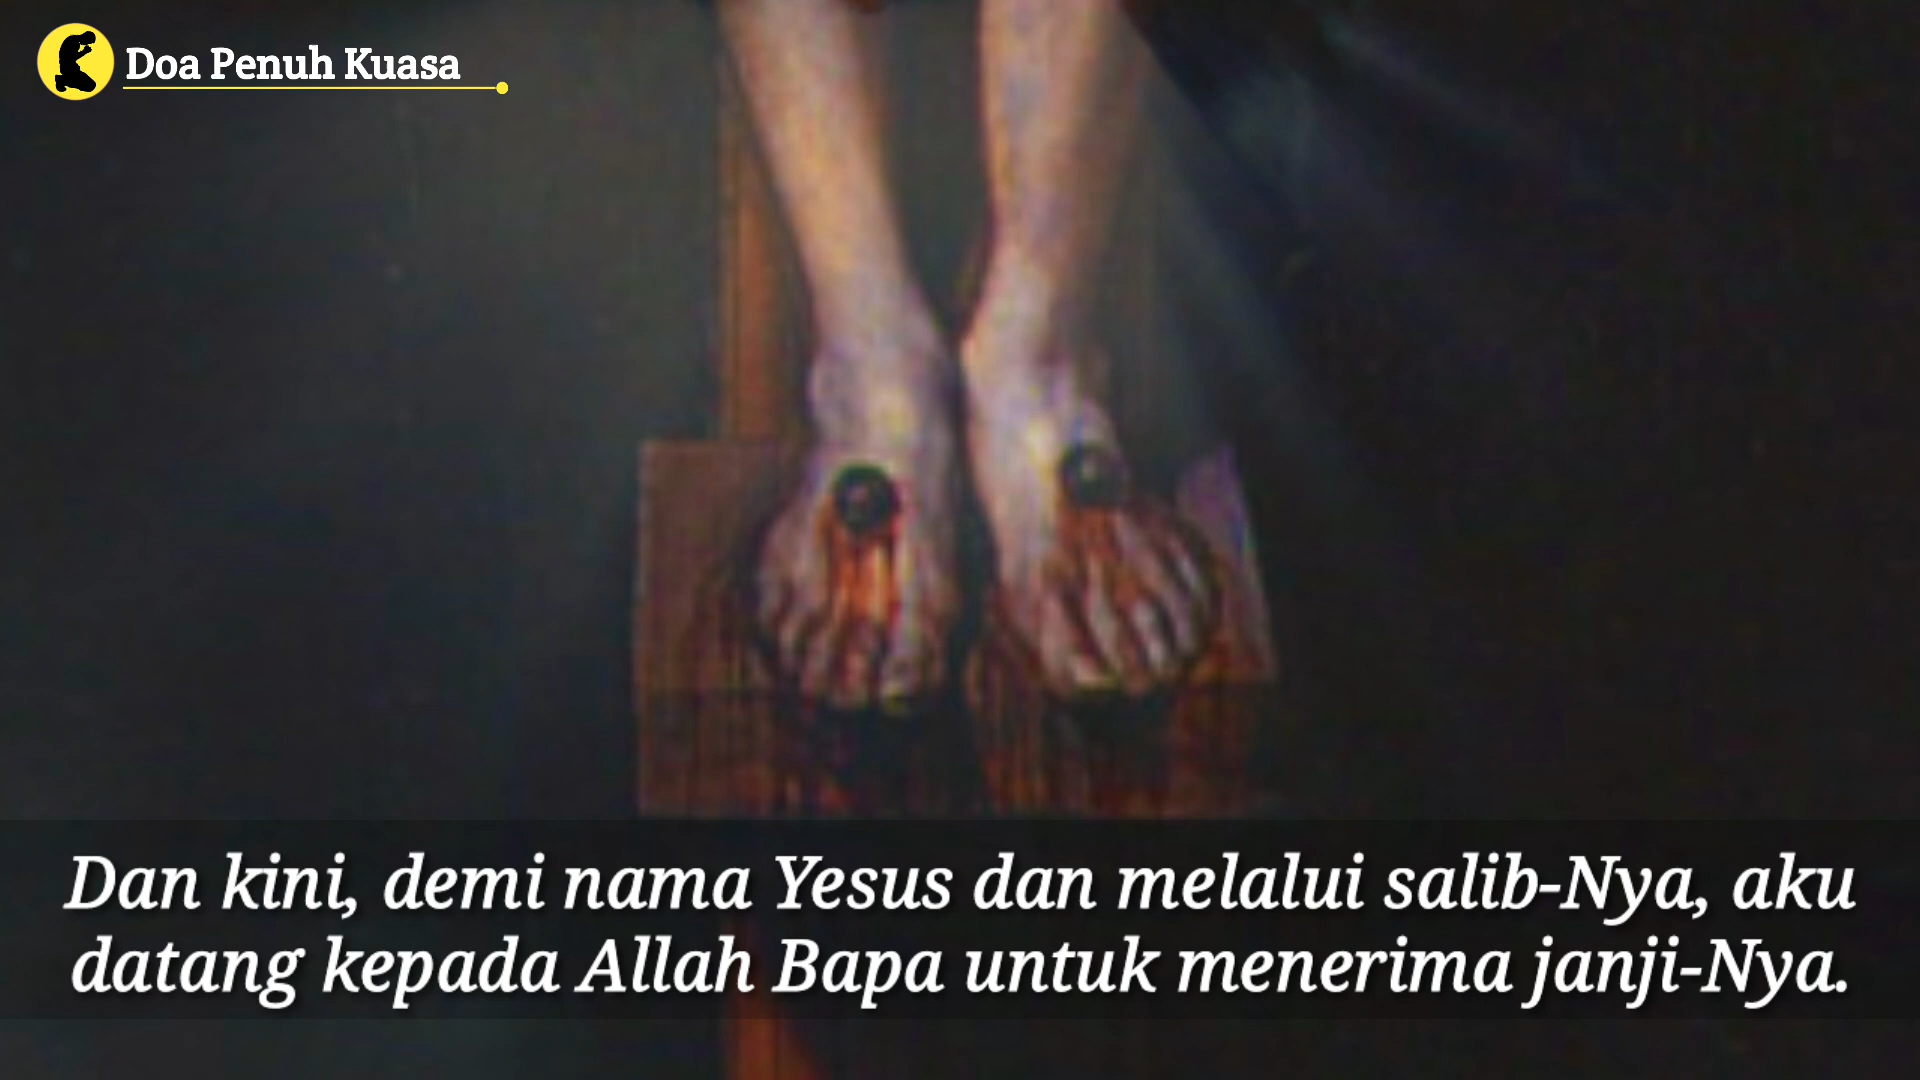 Doa Penuh Kuasa
Dan kini, demi nama Yesus dan melalui salib-Nya, aku
datang kepada Allah Bapa untuk menerima janji-Nya.